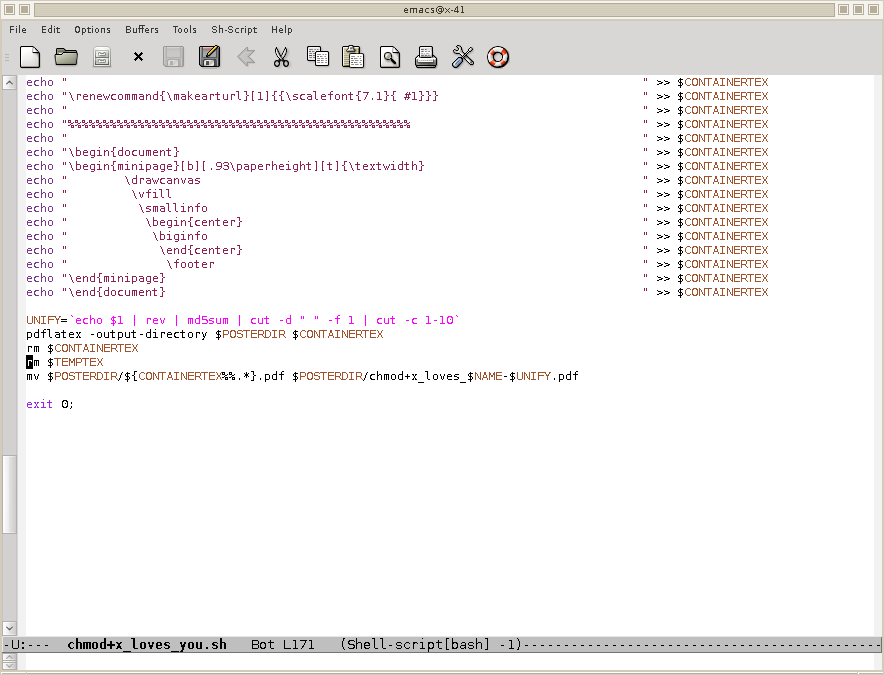 emacs@x-41
File Edit Options Buffers Tools Sh-Script Help
echo " " >> $CONTAINERTEX
echo "\renewcommand{\makearturl}[1]{{\scalefont{7.1}{ #1}}} " >> $CONTAINERTEX
echo " " >> $CONTAINERTEX
echo "%%%%%%%%%%%%%%%%%%%%%%%%%%%%%%%%%%%%%%%%%%%%%%%%% " >> $CONTAINERTEX
echo " " >> $CONTAINERTEX
echo "\begin{document} " >> $CONTAINERTEX
echo "\begin{minipage}[b][.93\paperheight][t]{\textwidth} " >> $CONTAINERTEX
echo " \drawcanvas " >> $CONTAINERTEX
echo " \vfill " >> $CONTAINERTEX
echo " \smallinfo " >> $CONTAINERTEX
echo " \begin{center} " >> $CONTAINERTEX
echo " \biginfo " >> $CONTAINERTEX
echo " \end{center} " >> $CONTAINERTEX
echo " \footer " >> $CONTAINERTEX
echo "\end{minipage} " >> $CONTAINERTEX
echo "\end{document} " >> $CONTAINERTEX
UNIFY=`echo $1 | rev | md5sum | cut -d " " -f 1 | cut -c 1-10`
pdflatex -output-directory $POSTERDIR $CONTAINERTEX
rm $CONTAINERTEX
rm $TEMPTEX
mv $POSTERDIR/${CONTAINERTEX%%.*}.pdf $POSTERDIR/chmod+x_loves_$NAME-$UNIFY.pdf
exit 0;
-U:--- chmod+x_loves_you.sh Bot L171 (Shell-script[bash] -1)--------------------------------------------